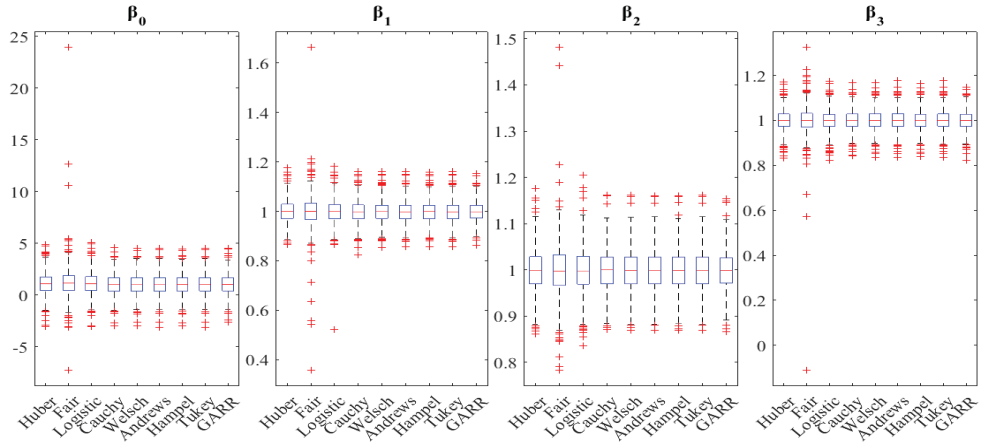 β0
25
20
15
10
5
0
-5
Huber
Fair
Logistic
Cauchy
Welsch
Andrews
Hampel
Tukey
GARR
β1
1.6
1.4
1.2
1
0.8
0.6
0.4
Huber
Fair
Logistic
Cauchy
Welsch
Andrews
Hampel
Tukey
GARR
β2
1.5
1.4
1.3
1.2
1.1
1
0.9
0.8
Huber
Fair
Logistic
Cauchy
Welsch
Andrews
Hampel
Tukey
GARR
β3
1.2
1
0.8
0.6
0.4
0.2
0
Huber
Fair
Logistic
Cauchy
Welsch
Andrews
Hampel
Tukey
GARR